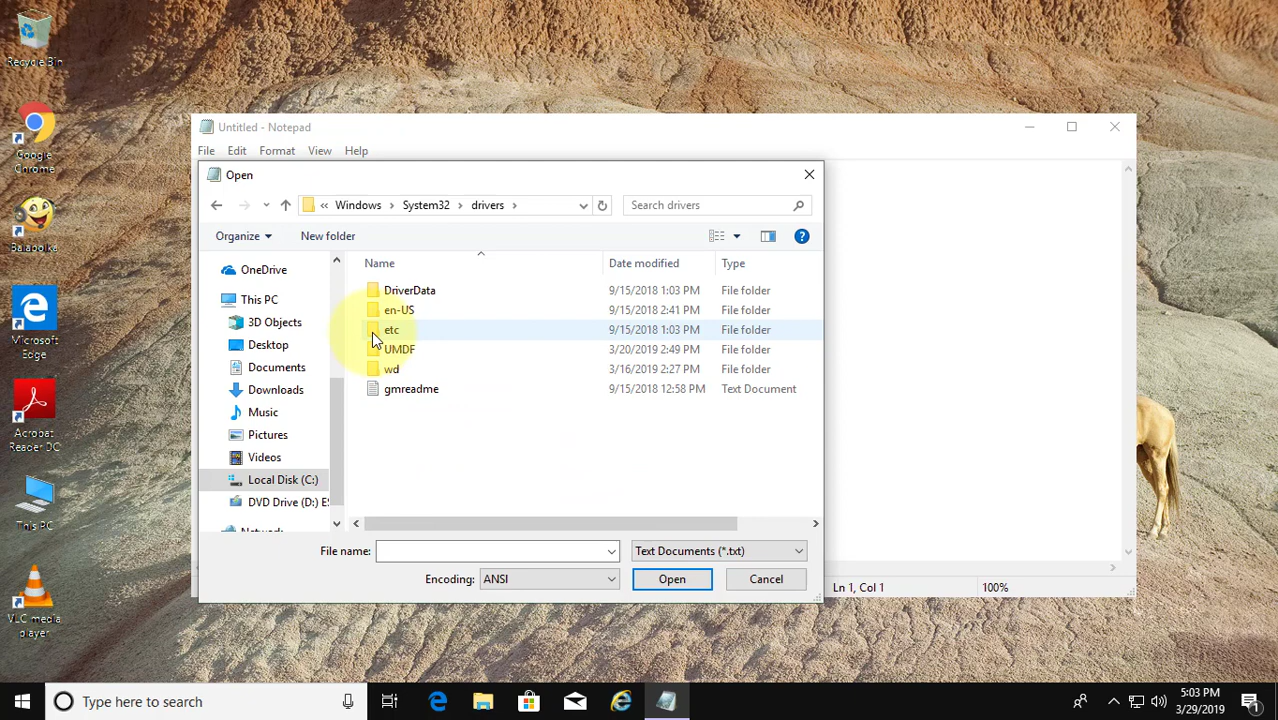 Recycle Bin
Google
Chrome
Balabolka
Microsoft
Edge
Acrobat
Reader DC
This PC
VLC media
player
Untitled - Notepad
File Edit Format View Help
Open
« Windows › System32 › drivers ›
Search drivers
Organize
New folder
OneDrive
This PC
3D Objects
Desktop
Documents
Downloads
Music
Pictures
Videos
Local Disk (C:)
DVD Drive (D:) E
Network
Name Date modified Type
DriverData 9/15/2018 1:03 PM File folder
en-US 9/15/2018 2:41 PM File folder
etc 9/15/2018 1:03 PM File folder
UMDF 3/20/2019 2:49 PM File folder
wd 3/16/2019 2:27 PM File folder
gmreadme 9/15/2018 12:58 PM Text Document
File name:
Text Documents (*.txt)
Encoding: ANSI
Open Cancel
Ln 1, Col 1 100%
Type here to search
5:03 PM
3/29/2019
1